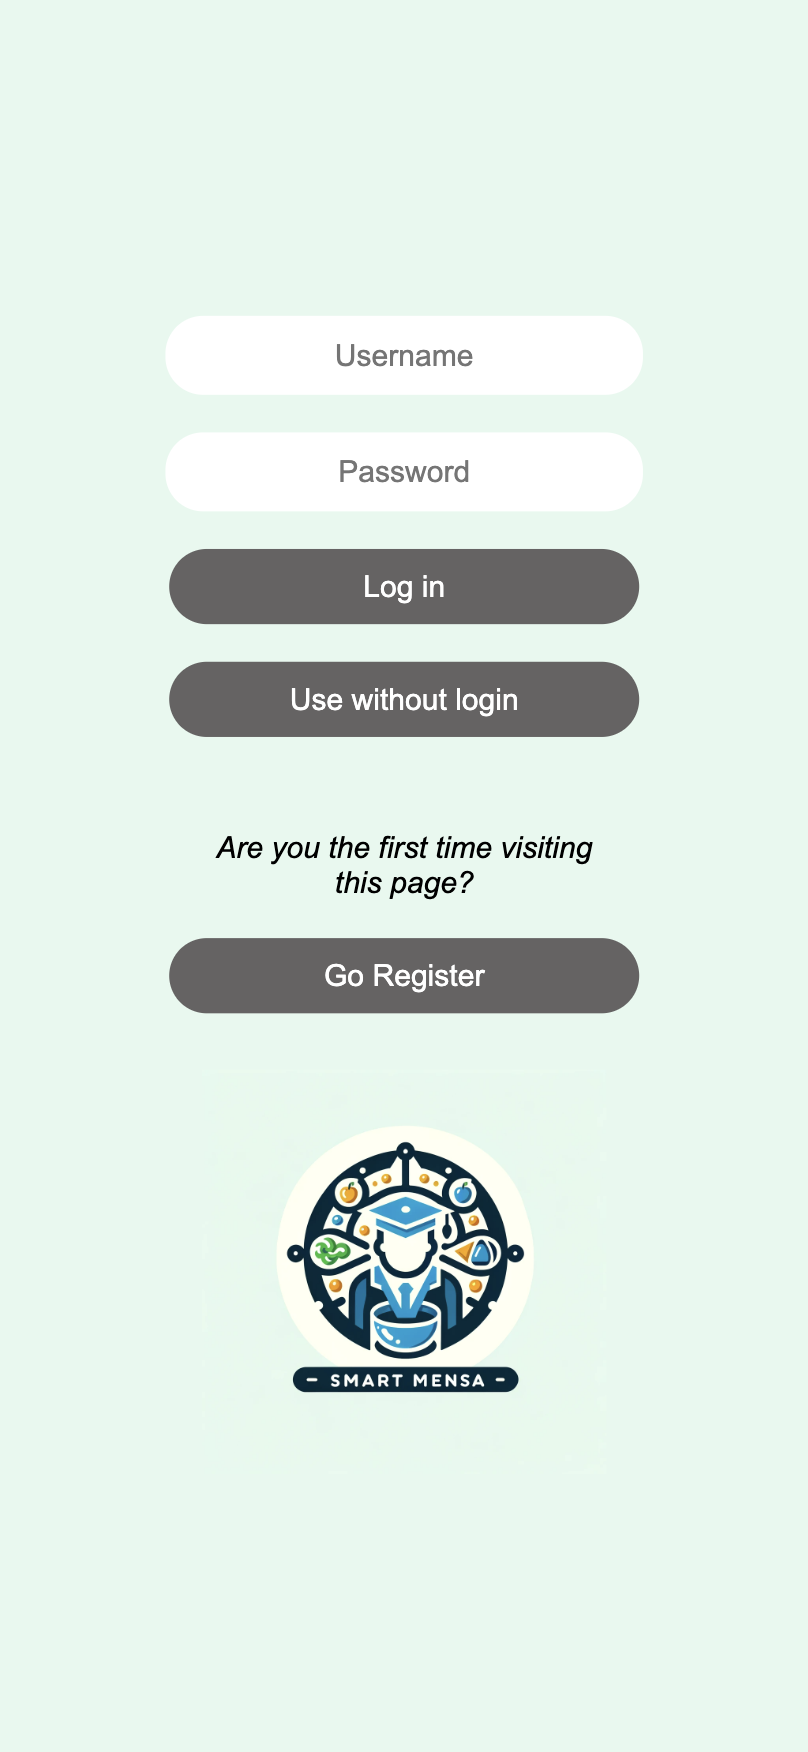 Username
Password
Log in
Use without login
Are you the first time visiting
this page?
Go Register
- SMART MENSA -